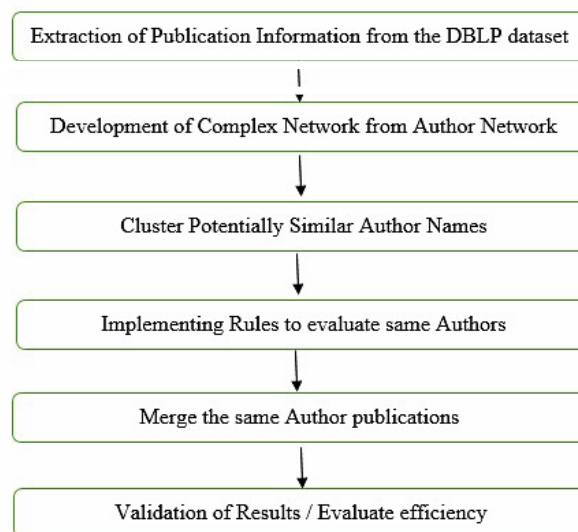 Extraction of Publication Information from the DBLP dataset
Development of Complex Network from Author Network
Cluster Potentially Similar Author Names
Implementing Rules to evaluate same Authors
Merge the same Author publications
Validation of Results / Evaluate efficiency